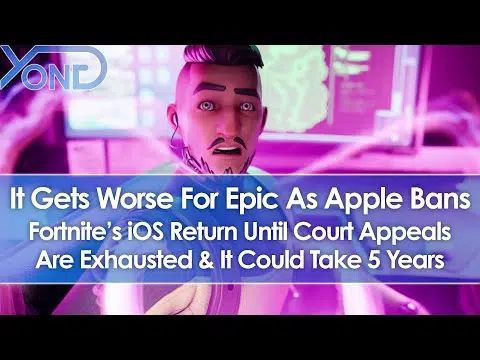 YONG
It Gets Worse For Epic As Apple Bans
Fortnite's iOS Return Until Court Appeals
Are Exhausted & It Could Take 5 Years